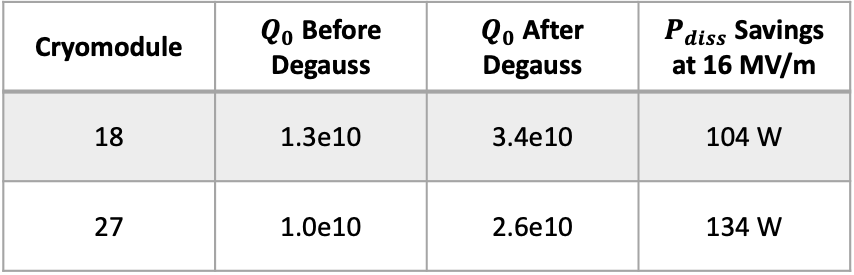 Cryomodule
Q₀ Before
Degauss
Q₀ After
Degauss
P_diss Savings
at 16 MV/m
18
1.3e10
3.4e10
104 W
27
1.0e10
2.6e10
134 W